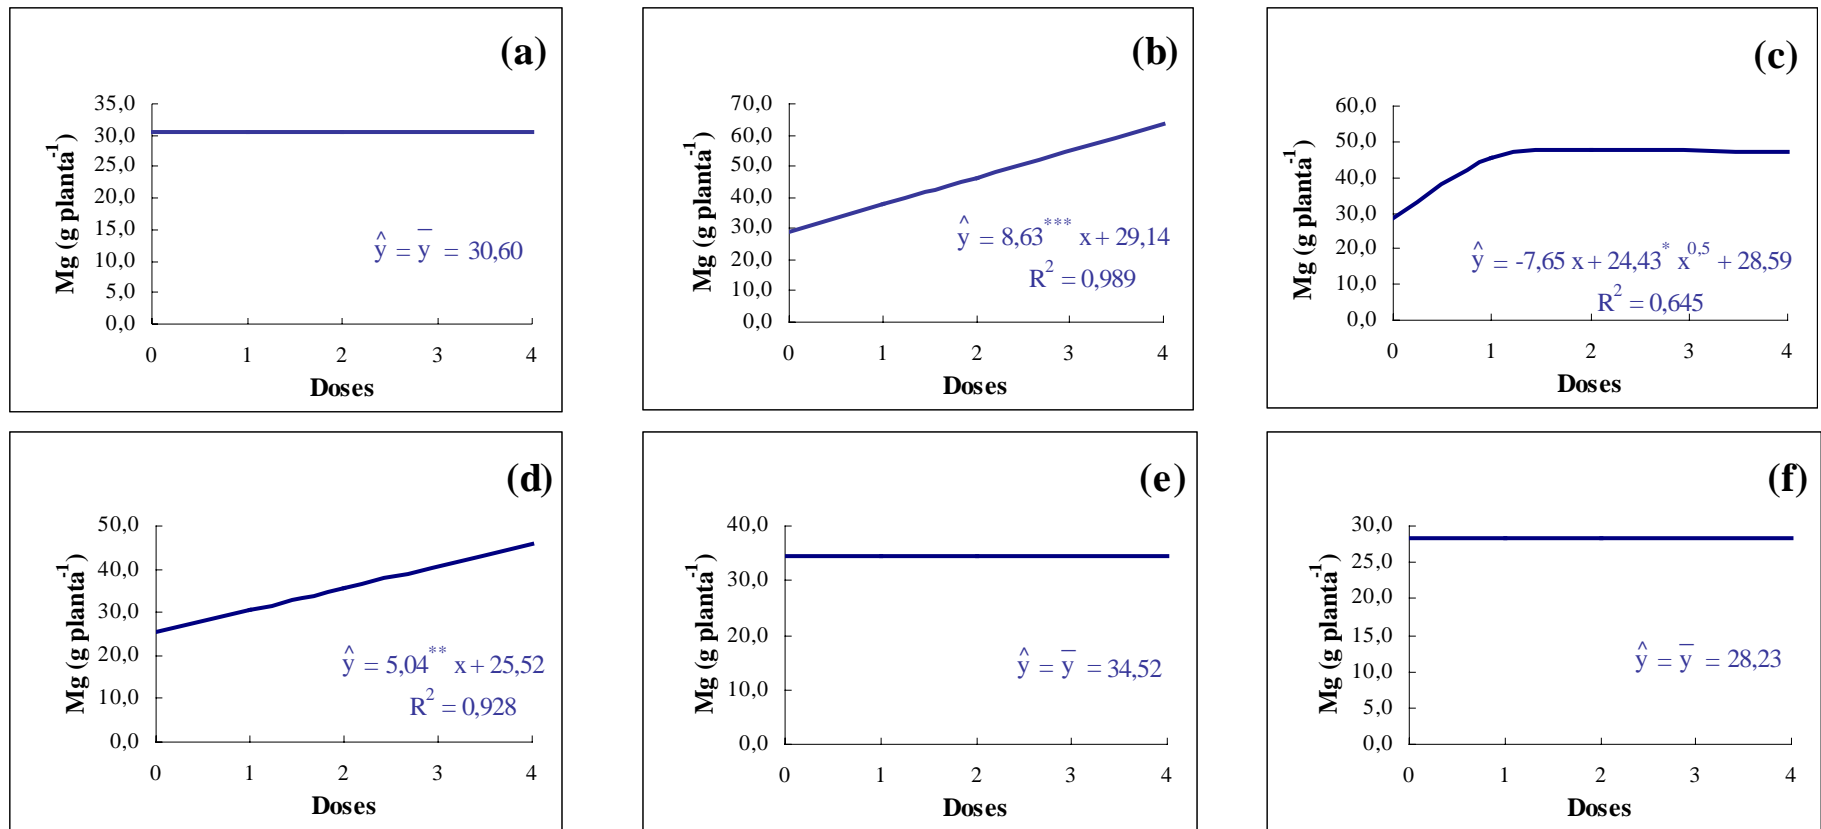 (a)
Mg (g planta⁻¹)
35,0
30,0
25,0
20,0
15,0
10,0
5,0
0,0
ŷ = y̅ = 30,60
0 1 2 3 4
Doses
(b)
Mg (g planta⁻¹)
70,0
60,0
50,0
40,0
30,0
20,0
10,0
0,0
ŷ = 8,63*** x + 29,14
R² = 0,989
0 1 2 3 4
Doses
(c)
Mg (g planta⁻¹)
60,0
50,0
40,0
30,0
20,0
10,0
0,0
ŷ = -7,65 x + 24,43* x⁰,⁵ + 28,59
R² = 0,645
0 1 2 3 4
Doses
(d)
Mg (g planta⁻¹)
50,0
40,0
30,0
20,0
10,0
0,0
ŷ = 5,04** x + 25,52
R² = 0,928
0 1 2 3 4
Doses
(e)
Mg (g planta⁻¹)
40,0
30,0
20,0
10,0
0,0
ŷ = y̅ = 34,52
0 1 2 3 4
Doses
(f)
Mg (g planta⁻¹)
30,0
25,0
20,0
15,0
10,0
5,0
0,0
ŷ = y̅ = 28,23
0 1 2 3 4
Doses